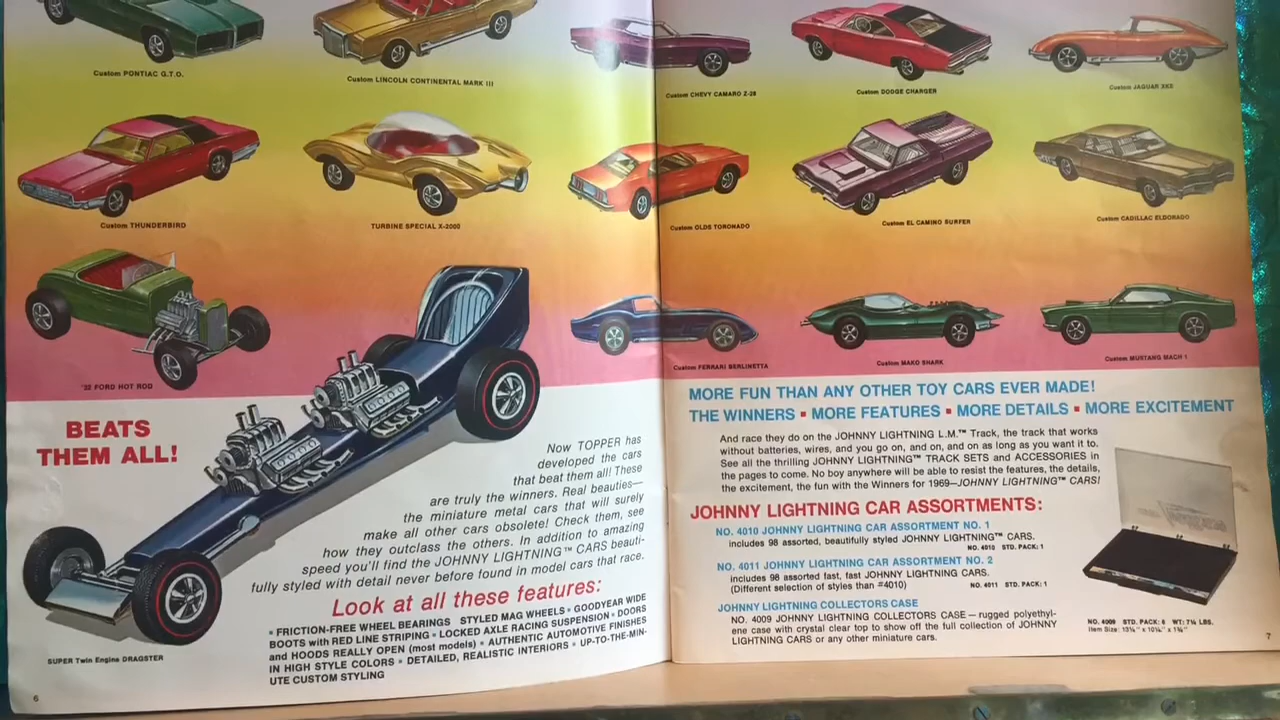 Custom PONTIAC G.T.O.
Custom LINCOLN CONTINENTAL MARK III
Custom CHEVY CAMARO Z-28
Custom DODGE CHARGER
Custom JAGUAR XKE
Custom THUNDERBIRD
TURBINE SPECIAL X-2000
Custom OLDS TORONADO
Custom EL CAMINO SURFER
Custom CADILLAC ELDORADO
'32 FORD HOT ROD
Custom FERRARI BERLINETTA
Custom MAKO SHARK
Custom MUSTANG MACH 1
BEATS
THEM ALL!
Now TOPPER has
developed the cars
that beat them all! These
are truly the winners. Real beauties—
the miniature metal cars that will surely
make all other cars obsolete! Check them, see
how they outclass the others. In addition to amazing
speed you'll find the JOHNNY LIGHTNING™ CARS beauti-
fully styled with detail never before found in model cars that race.
Look at all these features:
▪ FRICTION-FREE WHEEL BEARINGS STYLED MAG WHEELS ▪ GOODYEAR WIDE
BOOTS with RED LINE STRIPING ▪ LOCKED AXLE RACING SUSPENSION ▪ DOORS
and HOODS REALLY OPEN (most models) ▪ AUTHENTIC AUTOMOTIVE FINISHES
IN HIGH STYLE COLORS ▪ DETAILED, REALISTIC INTERIORS ▪ UP-TO-THE-MIN-
UTE CUSTOM STYLING
SUPER Twin Engine DRAGSTER
6
MORE FUN THAN ANY OTHER TOY CARS EVER MADE!
THE WINNERS ▪ MORE FEATURES ▪ MORE DETAILS ▪ MORE EXCITEMENT
And race they do on the JOHNNY LIGHTNING L.M.™ Track, the track that works
without batteries, wires, and you go on, and on, and on as long as you want it to.
See all the thrilling JOHNNY LIGHTNING™ TRACK SETS and ACCESSORIES in
the pages to come. No boy anywhere will be able to resist the features, the details,
the excitement, the fun with the Winners for 1969—JOHNNY LIGHTNING™ CARS!
JOHNNY LIGHTNING CAR ASSORTMENTS:
NO. 4010 JOHNNY LIGHTNING CAR ASSORTMENT NO. 1
includes 98 assorted, beautifully styled JOHNNY LIGHTNING™ CARS.
NO. 4010 STD. PACK: 1
NO. 4011 JOHNNY LIGHTNING CAR ASSORTMENT NO. 2
includes 98 assorted fast, fast JOHNNY LIGHTNING CARS.
(Different selection of styles than #4010) NO. 4011 STD. PACK: 1
JOHNNY LIGHTNING COLLECTORS CASE
NO. 4009 JOHNNY LIGHTNING COLLECTORS CASE — rugged polyethyl-
ene case with crystal clear top to show off the full collection of JOHNNY
LIGHTNING CARS or any other miniature cars.
NO. 4009 STD. PACK: 6 WT: 7¼ LBS.
7